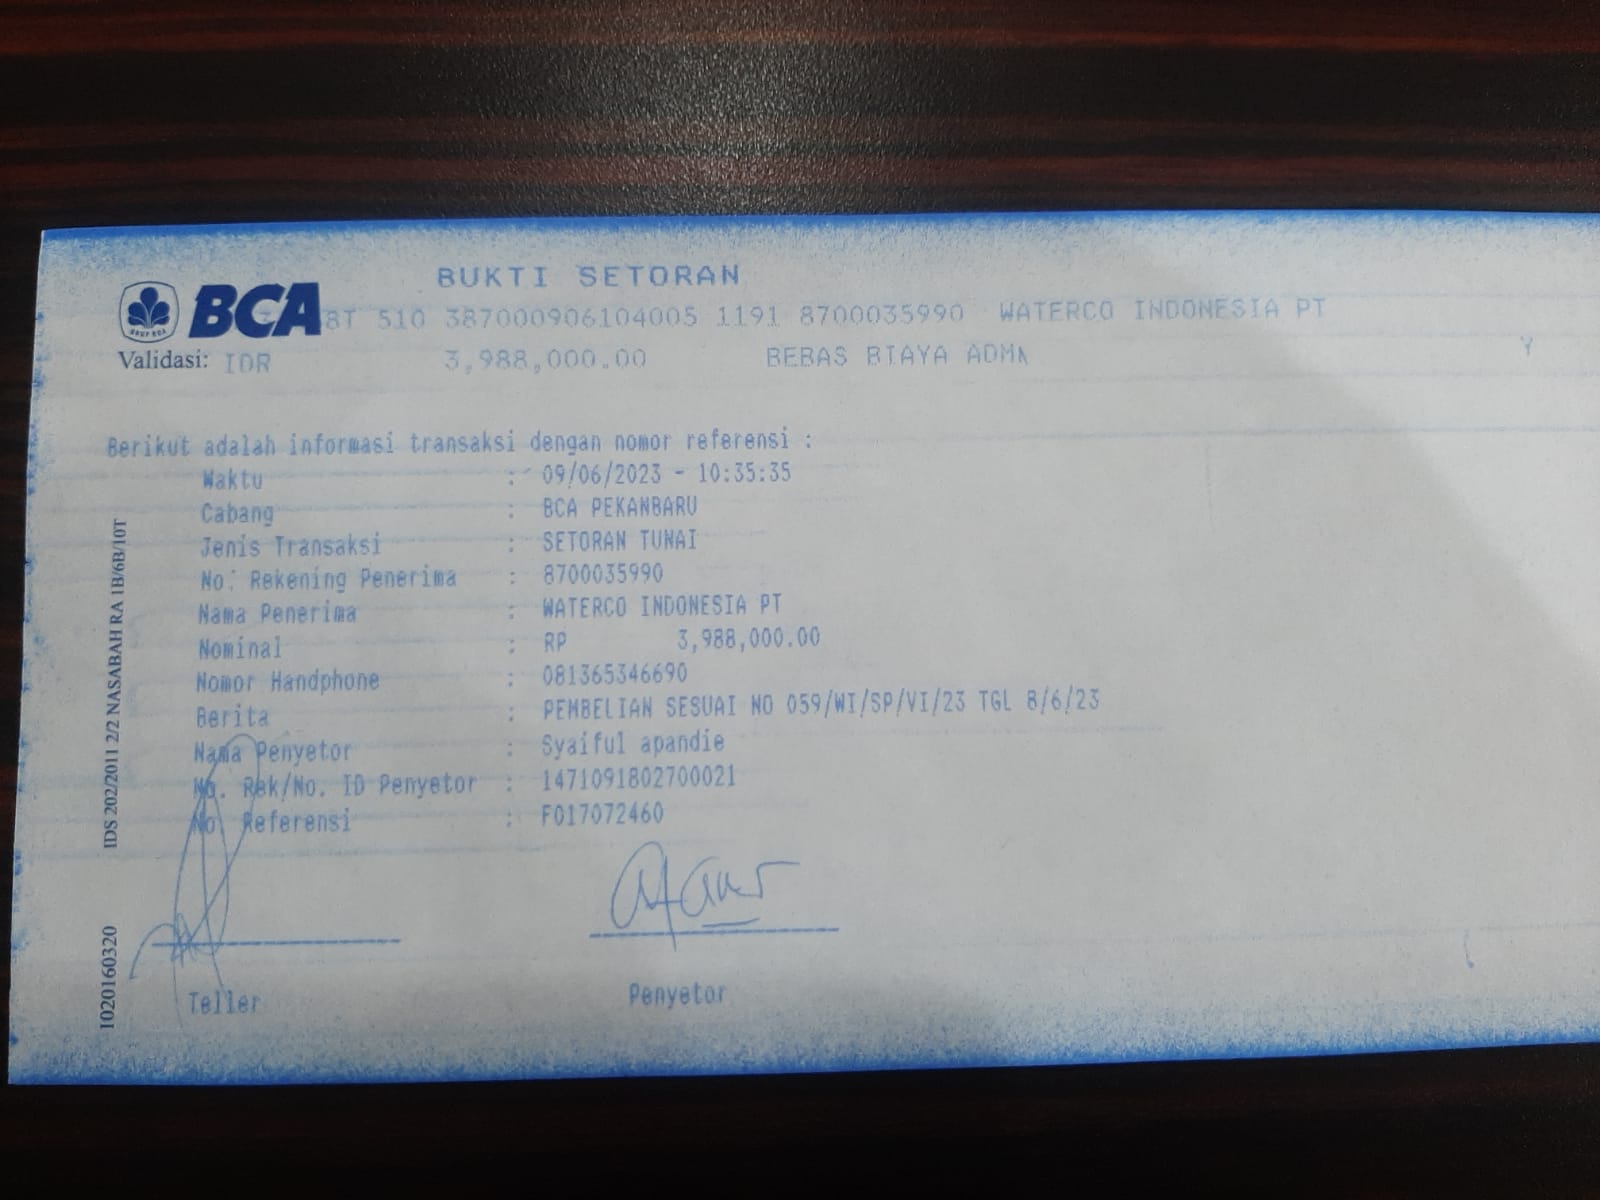 BUKTI SETORAN
BCA
GRUP BCA
8T 510 387000906104005 1191 8700035990 WATERCO INDONESIA PT
Validasi: IDR 3,988,000.00 BEBAS BIAYA ADMN Y
Berikut adalah informasi transaksi dengan nomor referensi :
Waktu : 09/06/2023 - 10:35:35
Cabang : BCA PEKANBARU
Jenis Transaksi : SETORAN TUNAI
No. Rekening Penerima : 8700035990
Nama Penerima : WATERCO INDONESIA PT
Nominal : RP 3,988,000.00
Nomor Handphone : 081365346690
Berita : PEMBELIAN SESUAI NO 059/WI/SP/VI/23 TGL 8/6/23
Nama Penyetor : Syaiful apandie
No. Rek/No. ID Penyetor : 1471091802700021
No. Referensi : F017072460
Teller Penyetor
IDS 202/2011 2/2 NASABAH RA 1B/6B/10T
1020160320